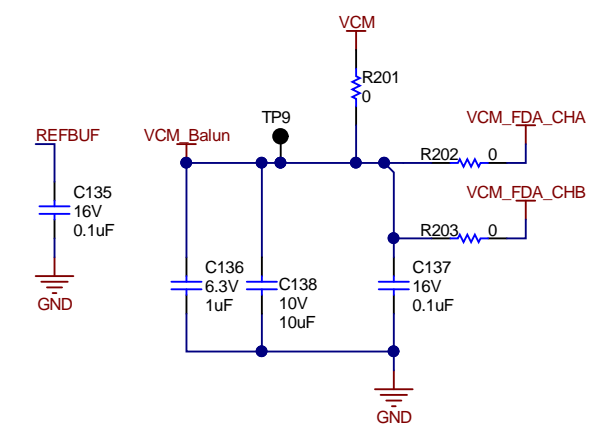 VCM
R201
0
TP9
VCM_FDA_CHA
REFBUF
VCM_Balun
R202
0
VCM_FDA_CHB
C135
16V
0.1uF
R203
0
C136
6.3V
1uF
C138
10V
10uF
C137
16V
0.1uF
GND
GND